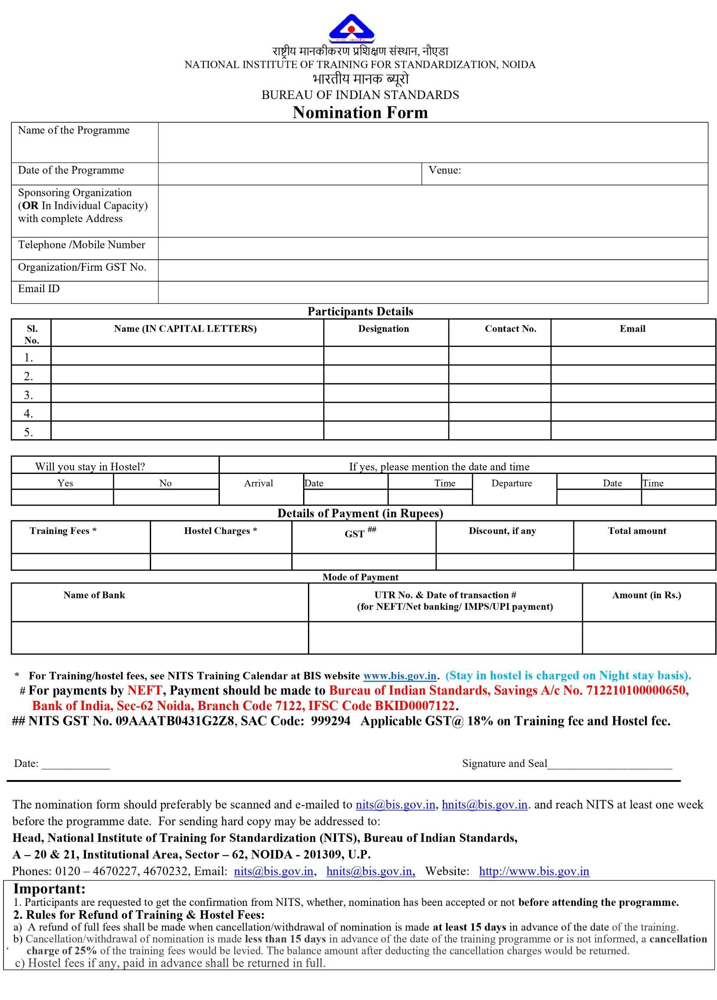 राष्ट्रीय मानकीकरण प्रशिक्षण संस्थान, नौएडा
NATIONAL INSTITUTE OF TRAINING FOR STANDARDIZATION, NOIDA
भारतीय मानक ब्यूरो
BUREAU OF INDIAN STANDARDS
Nomination Form
Name of the Programme
Date of the Programme Venue:
Sponsoring Organization
(OR In Individual Capacity)
with complete Address
Telephone /Mobile Number
Organization/Firm GST No.
Email ID
Participants Details
Sl. No. Name (IN CAPITAL LETTERS) Designation Contact No. Email
1.
2.
3.
4.
5.
Will you stay in Hostel? If yes, please mention the date and time
Yes No Arrival Date Time Departure Date Time
Details of Payment (in Rupees)
Training Fees * Hostel Charges * GST ## Discount, if any Total amount
Mode of Payment
Name of Bank UTR No. & Date of transaction # Amount (in Rs.)
(for NEFT/Net banking/ IMPS/UPI payment)
* For Training/hostel fees, see NITS Training Calendar at BIS website www.bis.gov.in. (Stay in hostel is charged on Night stay basis).
# For payments by NEFT, Payment should be made to Bureau of Indian Standards, Savings A/c No. 712210100000650,
Bank of India, Sec-62 Noida, Branch Code 7122, IFSC Code BKID0007122.
## NITS GST No. 09AAATB0431G2Z8, SAC Code: 999294 Applicable GST@ 18% on Training fee and Hostel fee.
Date: ____________ Signature and Seal______________________
The nomination form should preferably be scanned and e-mailed to nits@bis.gov.in, hnits@bis.gov.in. and reach NITS at least one week
before the programme date. For sending hard copy may be addressed to:
Head, National Institute of Training for Standardization (NITS), Bureau of Indian Standards,
A – 20 & 21, Institutional Area, Sector – 62, NOIDA - 201309, U.P.
Phones: 0120 – 4670227, 4670232, Email: nits@bis.gov.in, hnits@bis.gov.in, Website: http://www.bis.gov.in
Important:
1. Participants are requested to get the confirmation from NITS, whether, nomination has been accepted or not before attending the programme.
2. Rules for Refund of Training & Hostel Fees:
a) A refund of full fees shall be made when cancellation/withdrawal of nomination is made at least 15 days in advance of the date of the training.
b) Cancellation/withdrawal of nomination is made less than 15 days in advance of the date of the training programme or is not informed, a cancellation
‘ charge of 25% of the training fees would be levied. The balance amount after deducting the cancellation charges would be returned.
c) Hostel fees if any, paid in advance shall be returned in full.